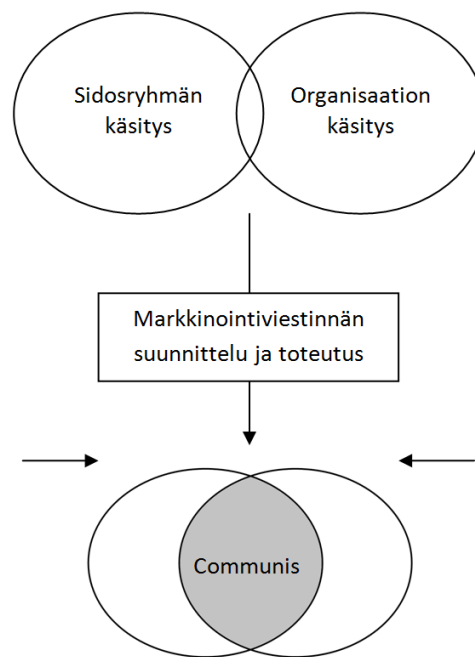 Sidosryhmän
käsitys
Organisaation
käsitys
Markkinointiviestinnän
suunnittelu ja toteutus
Communis